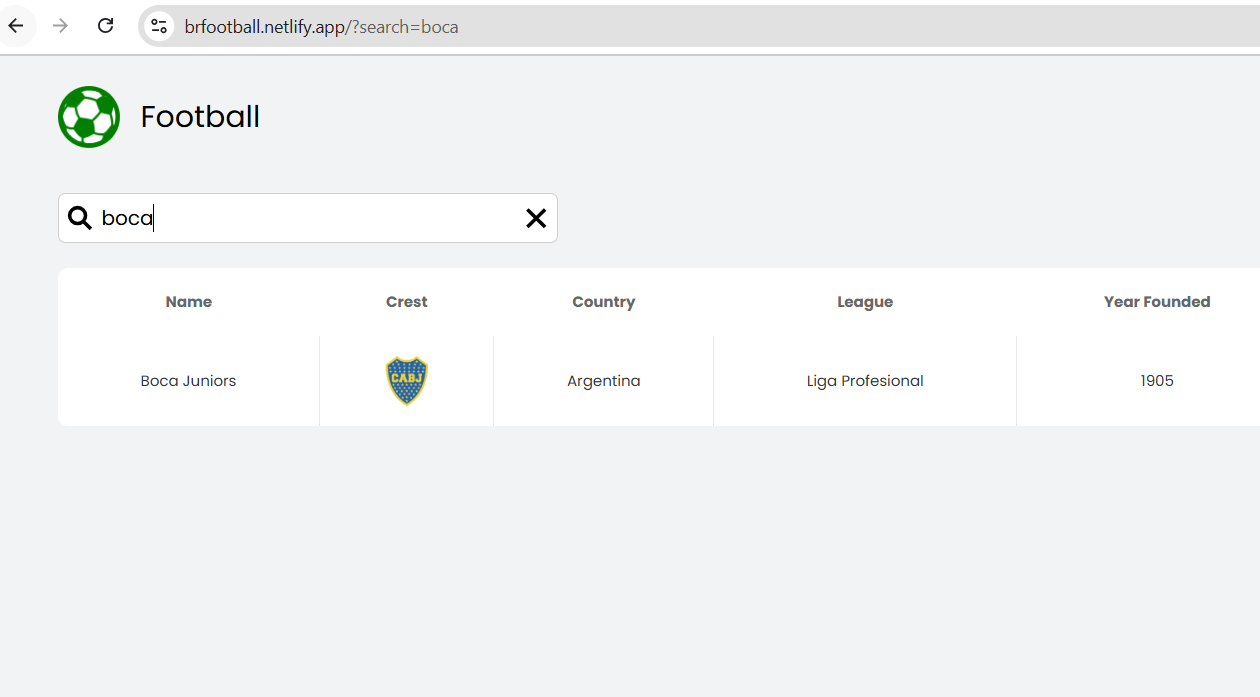 brfootball.netlify.app/?search=boca
Football
boca
Name Crest Country League Year Founded
Boca Juniors CABJ Argentina Liga Profesional 1905